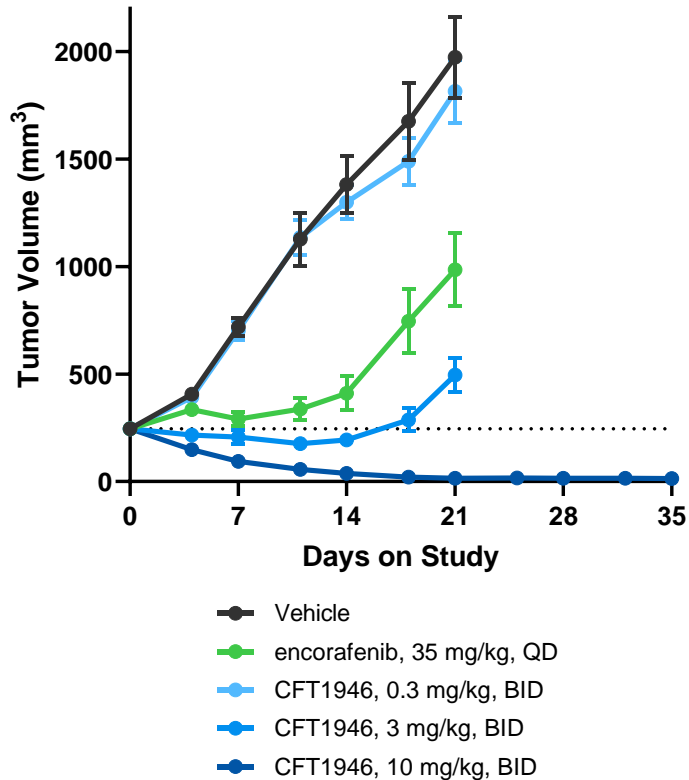 Tumor Volume (mm³)
2000
1500
1000
500
0
0 7 14 21 28 35
Days on Study
Vehicle
encorafenib, 35 mg/kg, QD
CFT1946, 0.3 mg/kg, BID
CFT1946, 3 mg/kg, BID
CFT1946, 10 mg/kg, BID